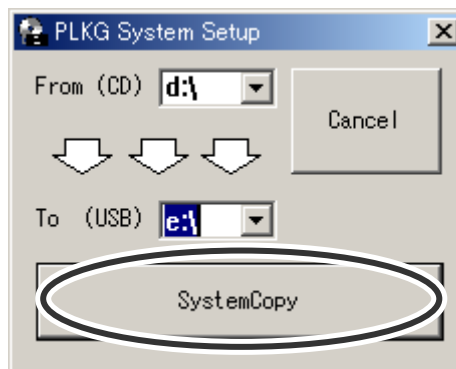 PLKG System Setup
From (CD) d:\
Cancel
To (USB) e:\
SystemCopy